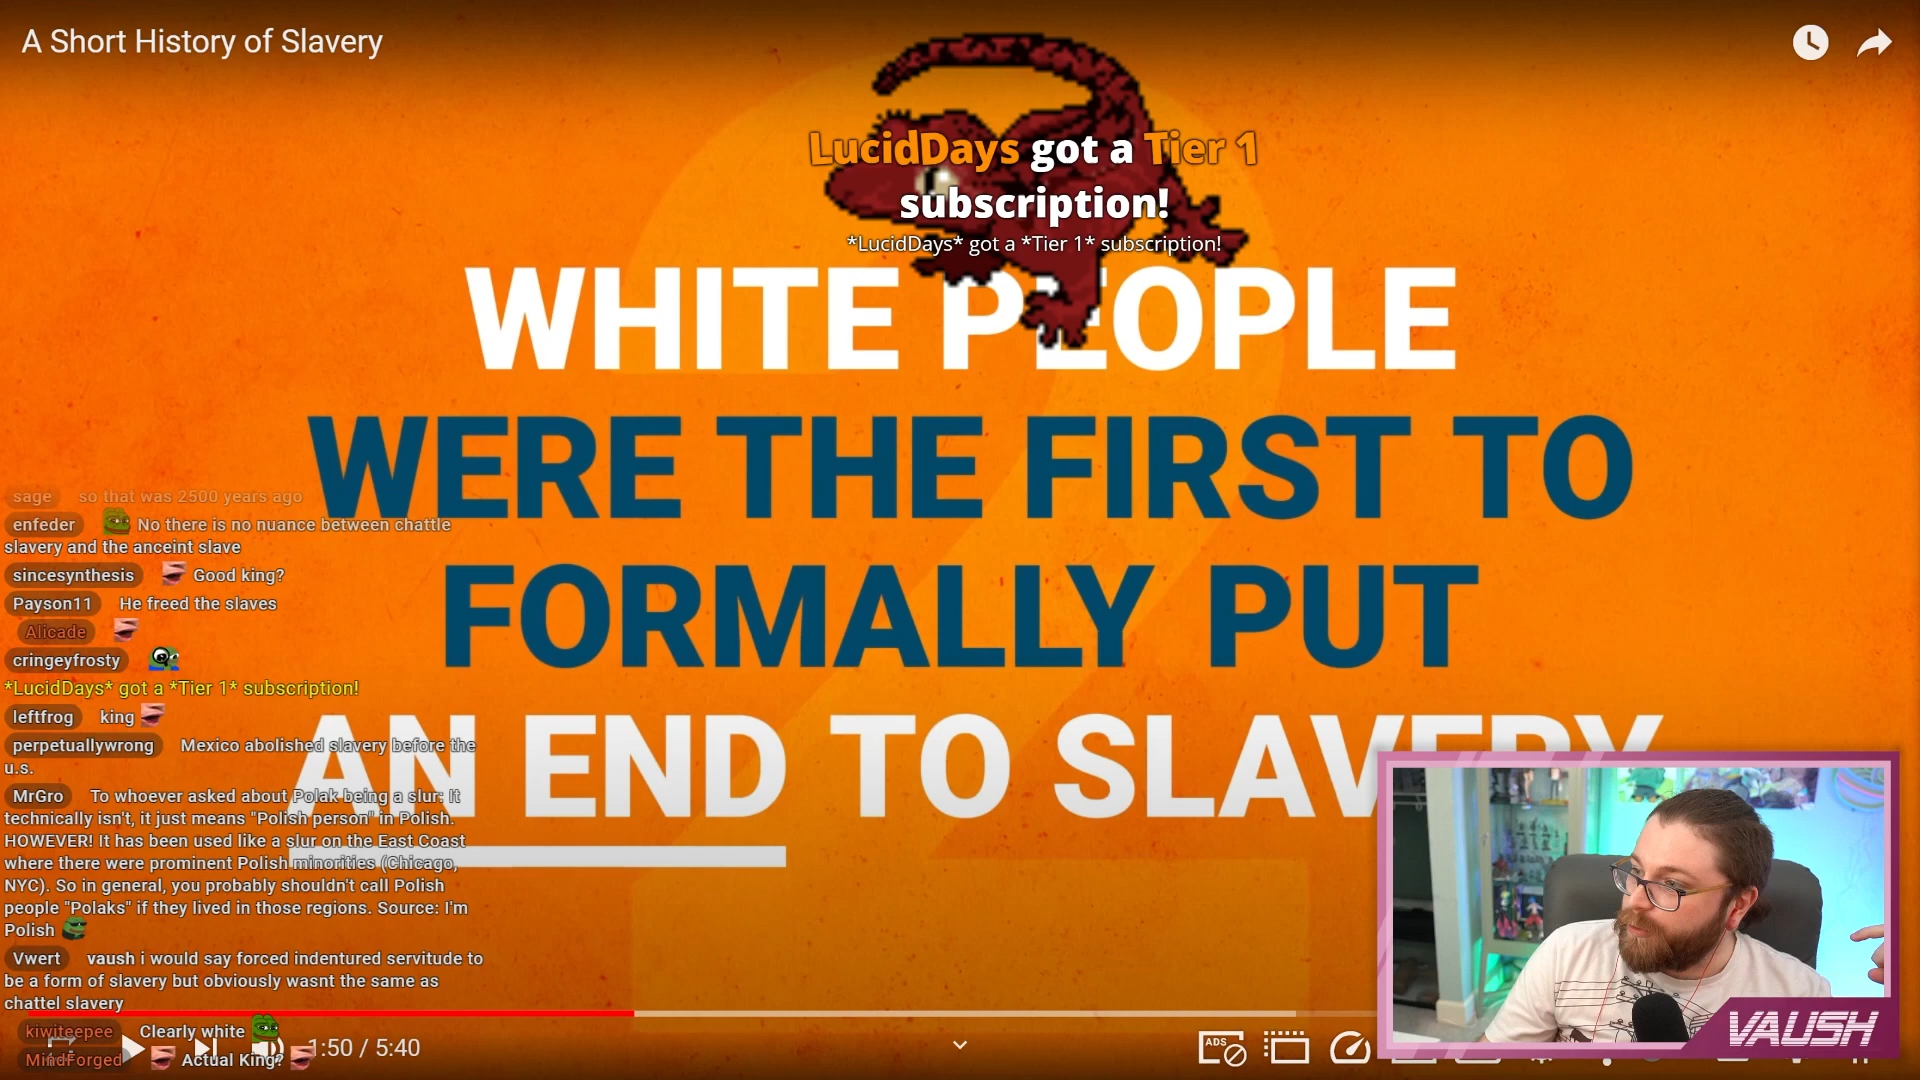 A Short History of Slavery
LucidDays got a Tier 1
subscription!
*LucidDays* got a *Tier 1* subscription!
WHITE PEOPLE
WERE THE FIRST TO
FORMALLY PUT
AN END TO SLAVERY
sage so that was 2500 years ago
enfeder No there is no nuance between chattle
slavery and the anceint slave
sincesynthesis Good king?
Payson11 He freed the slaves
Alicade
cringeyfrosty
*LucidDays* got a *Tier 1* subscription!
leftfrog king
perpetuallywrong Mexico abolished slavery before the
u.s.
MrGro To whoever asked about Polak being a slur: It
technically isn't, it just means "Polish person" in Polish.
HOWEVER! It has been used like a slur on the East Coast
where there were prominent Polish minorities (Chicago,
NYC). So in general, you probably shouldn't call Polish
people "Polaks" if they lived in those regions. Source: I'm
Polish
Vwert vaush i would say forced indentured servitude to
be a form of slavery but obviously wasnt the same as
chattel slavery
kiwiteepee Clearly white
MindForged Actual King?
1:50 / 5:40
ADS
VAUSH